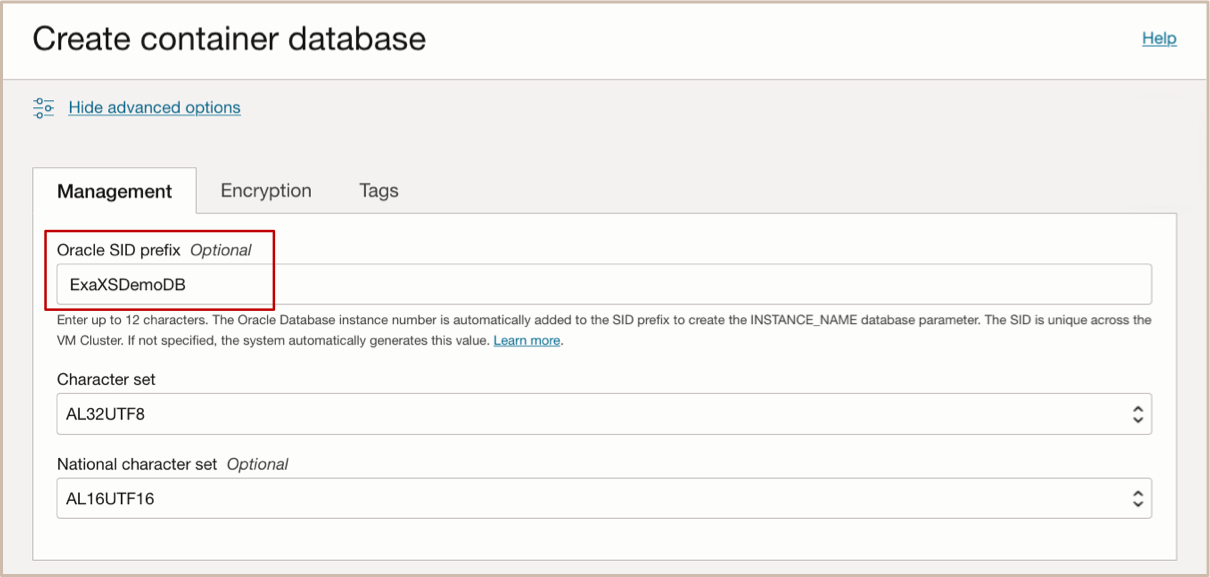 Create container database
Help
Hide advanced options
Management
Encryption
Tags
Oracle SID prefix Optional
ExaXSDemoDB
Enter up to 12 characters. The Oracle Database instance number is automatically added to the SID prefix to create the INSTANCE_NAME database parameter. The SID is unique across the
VM Cluster. If not specified, the system automatically generates this value. Learn more.
Character set
AL32UTF8
National character set Optional
AL16UTF16